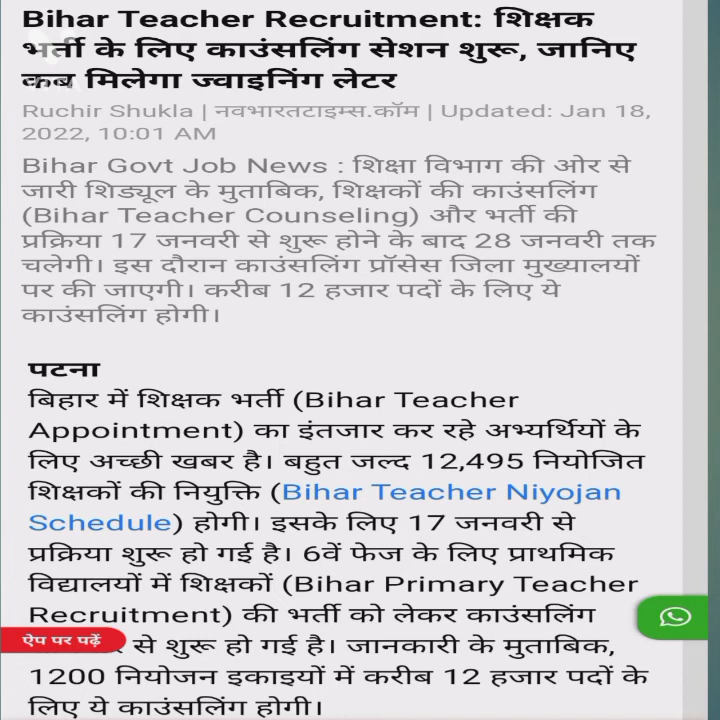 Bihar Teacher Recruitment: शिक्षक
भर्ती के लिए काउंसलिंग सेशन शुरू, जानिए
कब मिलेगा ज्वाइनिंग लेटर
Ruchir Shukla | नवभारतटाइम्स.कॉम | Updated: Jan 18,
2022, 10:01 AM
Bihar Govt Job News : शिक्षा विभाग की ओर से
जारी शिड्यूल के मुताबिक, शिक्षकों की काउंसलिंग
(Bihar Teacher Counseling) और भर्ती की
प्रक्रिया 17 जनवरी से शुरू होने के बाद 28 जनवरी तक
चलेगी। इस दौरान काउंसलिंग प्रॉसेस जिला मुख्यालयों
पर की जाएगी। करीब 12 हजार पदों के लिए ये
काउंसलिंग होगी।
पटना
बिहार में शिक्षक भर्ती (Bihar Teacher
Appointment) का इंतजार कर रहे अभ्यर्थियों के
लिए अच्छी खबर है। बहुत जल्द 12,495 नियोजित
शिक्षकों की नियुक्ति (Bihar Teacher Niyojan
Schedule) होगी। इसके लिए 17 जनवरी से
प्रक्रिया शुरू हो गई है। 6वें फेज के लिए प्राथमिक
विद्यालयों में शिक्षकों (Bihar Primary Teacher
Recruitment) की भर्ती को लेकर काउंसलिंग
ऐप पर पढ़ें से शुरू हो गई है। जानकारी के मुताबिक,
1200 नियोजन इकाइयों में करीब 12 हजार पदों के
लिए ये काउंसलिंग होगी।